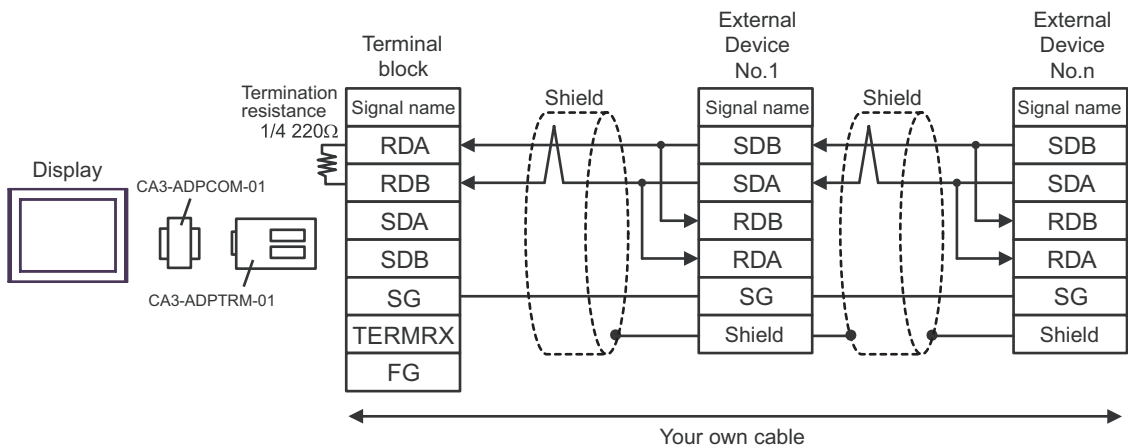 Display
CA3-ADPCOM-01
CA3-ADPTRM-01
Termination
resistance
1/4 220Ω
Terminal
block
Signal name
RDA
RDB
SDA
SDB
SG
TERMRX
FG
Shield
External
Device
No.1
Signal name
SDB
SDA
RDB
RDA
SG
Shield
Shield
External
Device
No.n
Signal name
SDB
SDA
RDB
RDA
SG
Shield
Your own cable